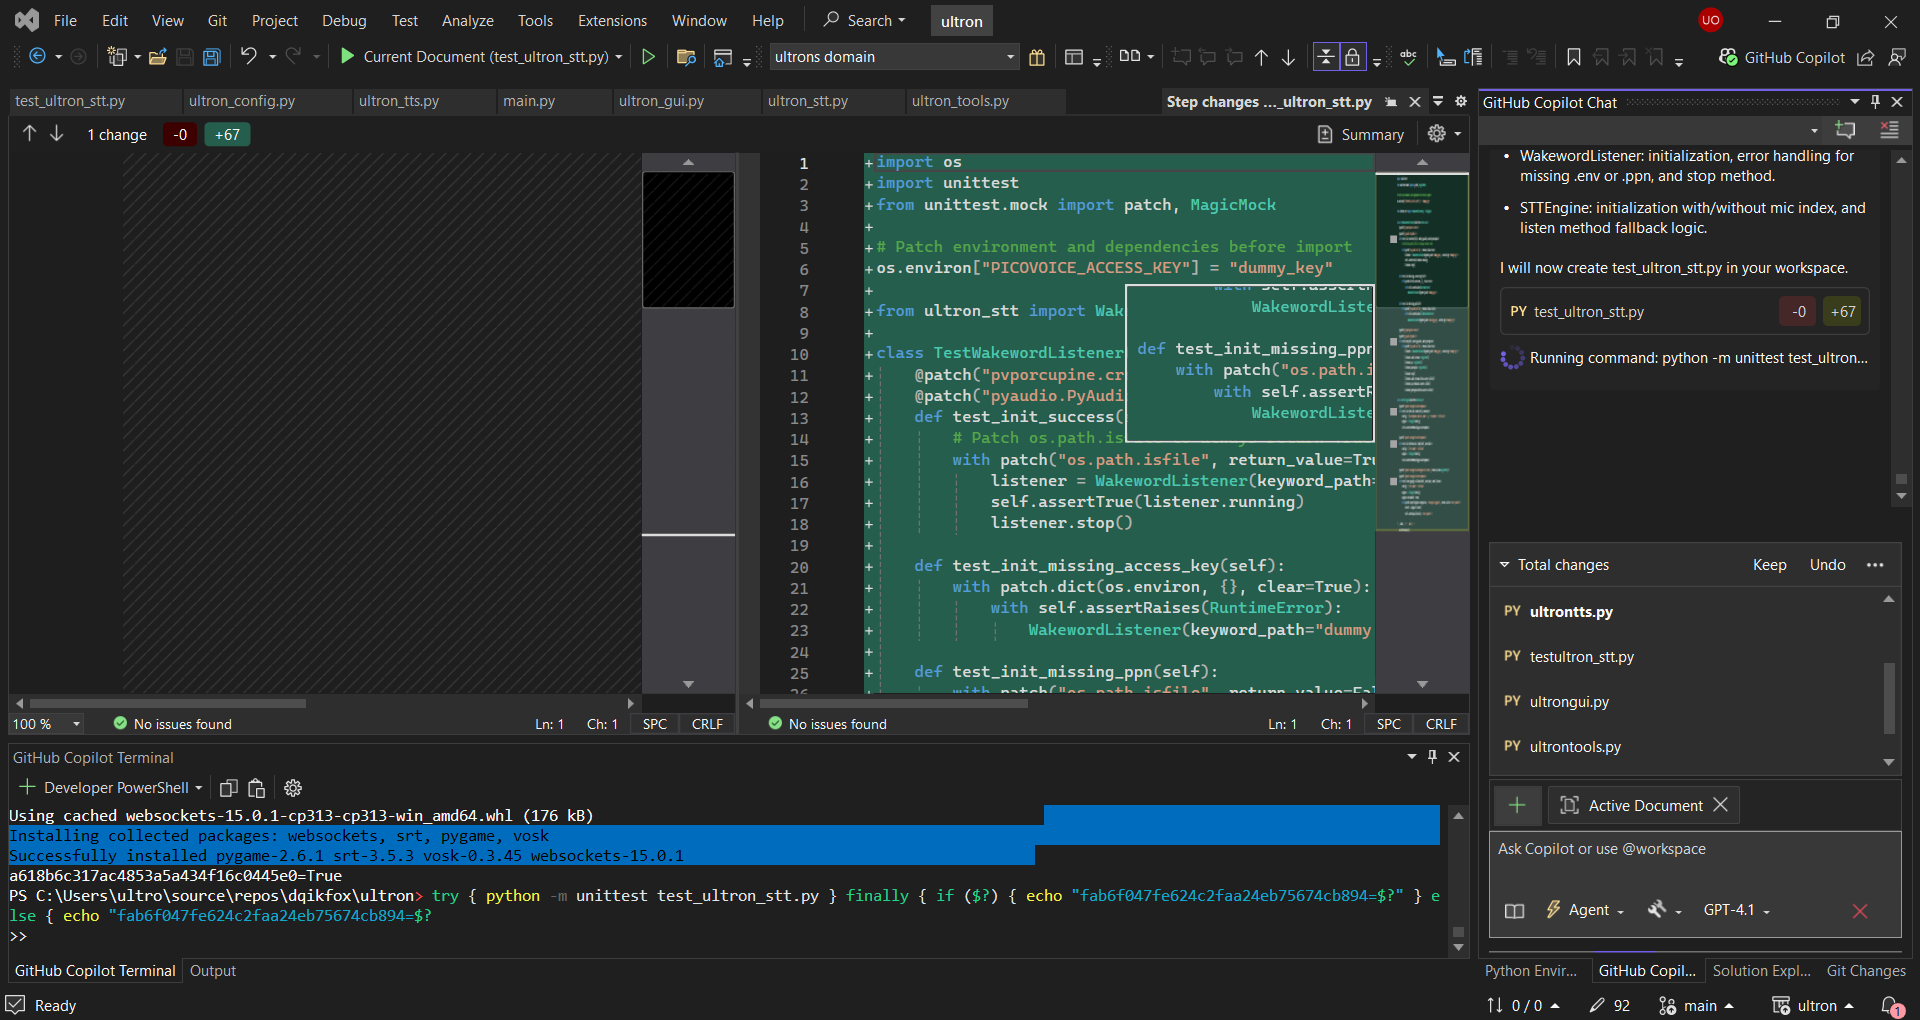 File Edit View Git Project Debug Test Analyze Tools Extensions Window Help Search ultron UO
Current Document (test_ultron_stt.py) ultrons domain abc GitHub Copilot
test_ultron_stt.py ultron_config.py ultron_tts.py main.py ultron_gui.py ultron_stt.py ultron_tools.py Step changes ..._ultron_stt.py
1 change -0 +67 Summary
1 +import os
2 +import unittest
3 +from unittest.mock import patch, MagicMock
4 +
5 +# Patch environment and dependencies before import
6 +os.environ["PICOVOICE_ACCESS_KEY"] = "dummy_key"
7 +
8 +from ultron_stt import Wak
9 +
10 +class TestWakewordListener
11 + @patch("pvporcupine.cr
12 + @patch("pyaudio.PyAudi
13 + def test_init_success(
14 + # Patch os.path.is
15 + with patch("os.path.isfile", return_value=Tru
16 + listener = WakewordListener(keyword_path=
17 + self.assertTrue(listener.running)
18 + listener.stop()
19 +
20 + def test_init_missing_access_key(self):
21 + with patch.dict(os.environ, {}, clear=True):
22 + with self.assertRaises(RuntimeError):
23 + WakewordListener(keyword_path="dummy
24 +
25 + def test_init_missing_ppn(self):
26 + with patch("os.path.isfile", return_value=Fal
with self.assertR
WakewordListe
def test_init_missing_ppn
with patch("os.path.i
with self.assertR
WakewordListe
100 % No issues found Ln: 1 Ch: 1 SPC CRLF
No issues found Ln: 1 Ch: 1 SPC CRLF
GitHub Copilot Terminal
Developer PowerShell
Using cached websockets-15.0.1-cp313-cp313-win_amd64.whl (176 kB)
Installing collected packages: websockets, srt, pygame, vosk
Successfully installed pygame-2.6.1 srt-3.5.3 vosk-0.3.45 websockets-15.0.1
a618b6c317ac4853a5a434f16c0445e0=True
PS C:\Users\ultro\source\repos\dqikfox\ultron> try { python -m unittest test_ultron_stt.py } finally { if ($?) { echo "fab6f047fe624c2faa24eb75674cb894=$?" } e
lse { echo "fab6f047fe624c2faa24eb75674cb894=$?
>>
GitHub Copilot Terminal Output
Ready
GitHub Copilot Chat
• WakewordListener: initialization, error handling for
missing .env or .ppn, and stop method.
• STTEngine: initialization with/without mic index, and
listen method fallback logic.
I will now create test_ultron_stt.py in your workspace.
PY test_ultron_stt.py -0 +67
Running command: python -m unittest test_ultron...
Total changes Keep Undo
PY ultrontts.py
PY testultron_stt.py
PY ultrongui.py
PY ultrontools.py
Active Document
Ask Copilot or use @workspace
Agent GPT-4.1
Python Envir... GitHub Copil... Solution Expl... Git Changes
0 / 0 92 main ultron 1